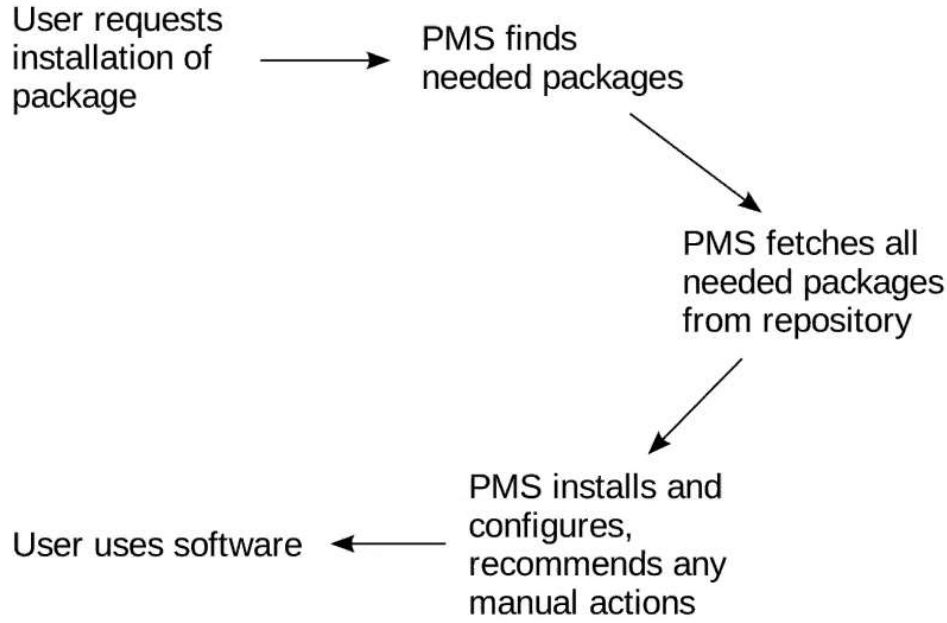 User requests
installation of
package
PMS finds
needed packages
PMS fetches all
needed packages
from repository
PMS installs and
configures,
recommends any
manual actions
User uses software